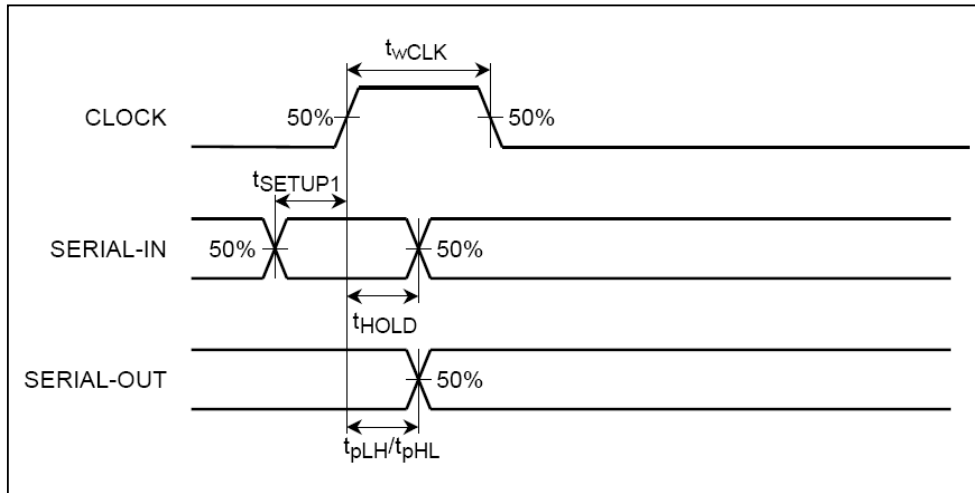 twCLK
CLOCK 50% 50%
tSETUP1
SERIAL-IN 50% 50%
tHOLD
SERIAL-OUT 50%
tpLH/tpHL